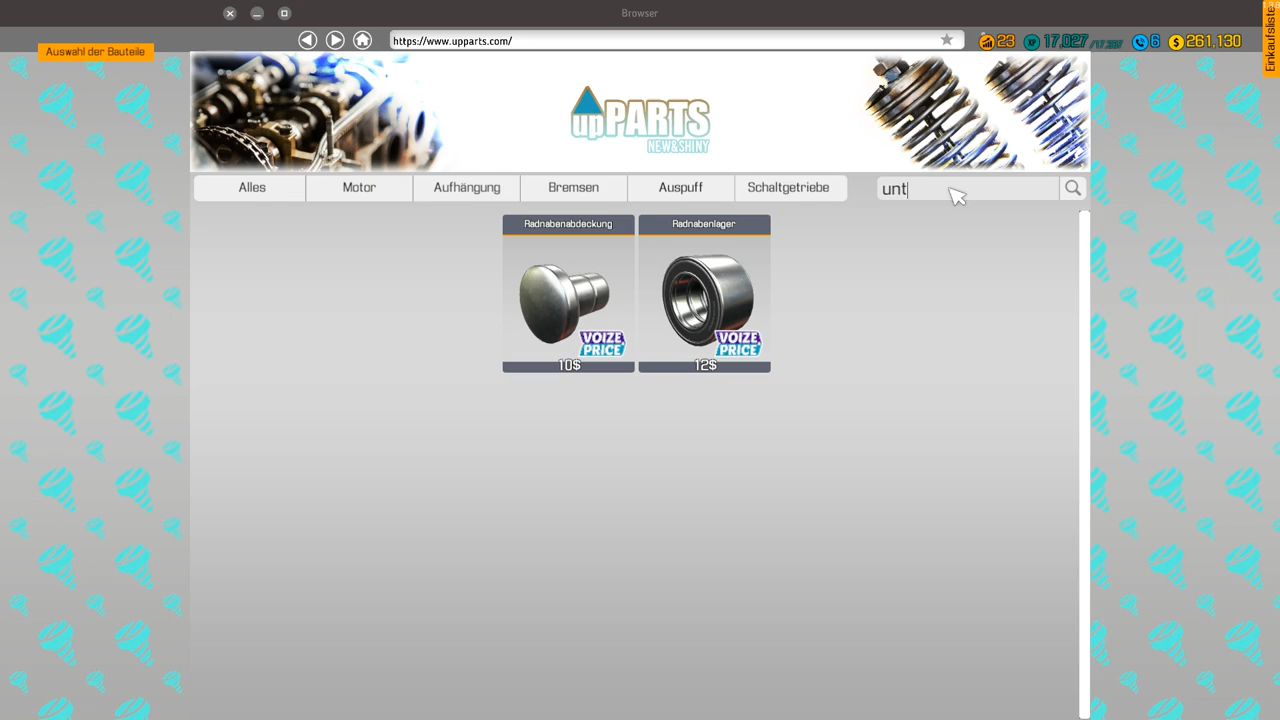 Browser
https://www.upparts.com/
Auswahl der Bauteile
23
17,027
6
261,130
Einkaufsliste
upPARTS
NEW&SHINY
Alles
Motor
Aufhängung
Bremsen
Auspuff
Schaltgetriebe
unt
Radnabenabdeckung
Radnabenlager
VOIZE
PRICE
VOIZE
PRICE
10$
12$